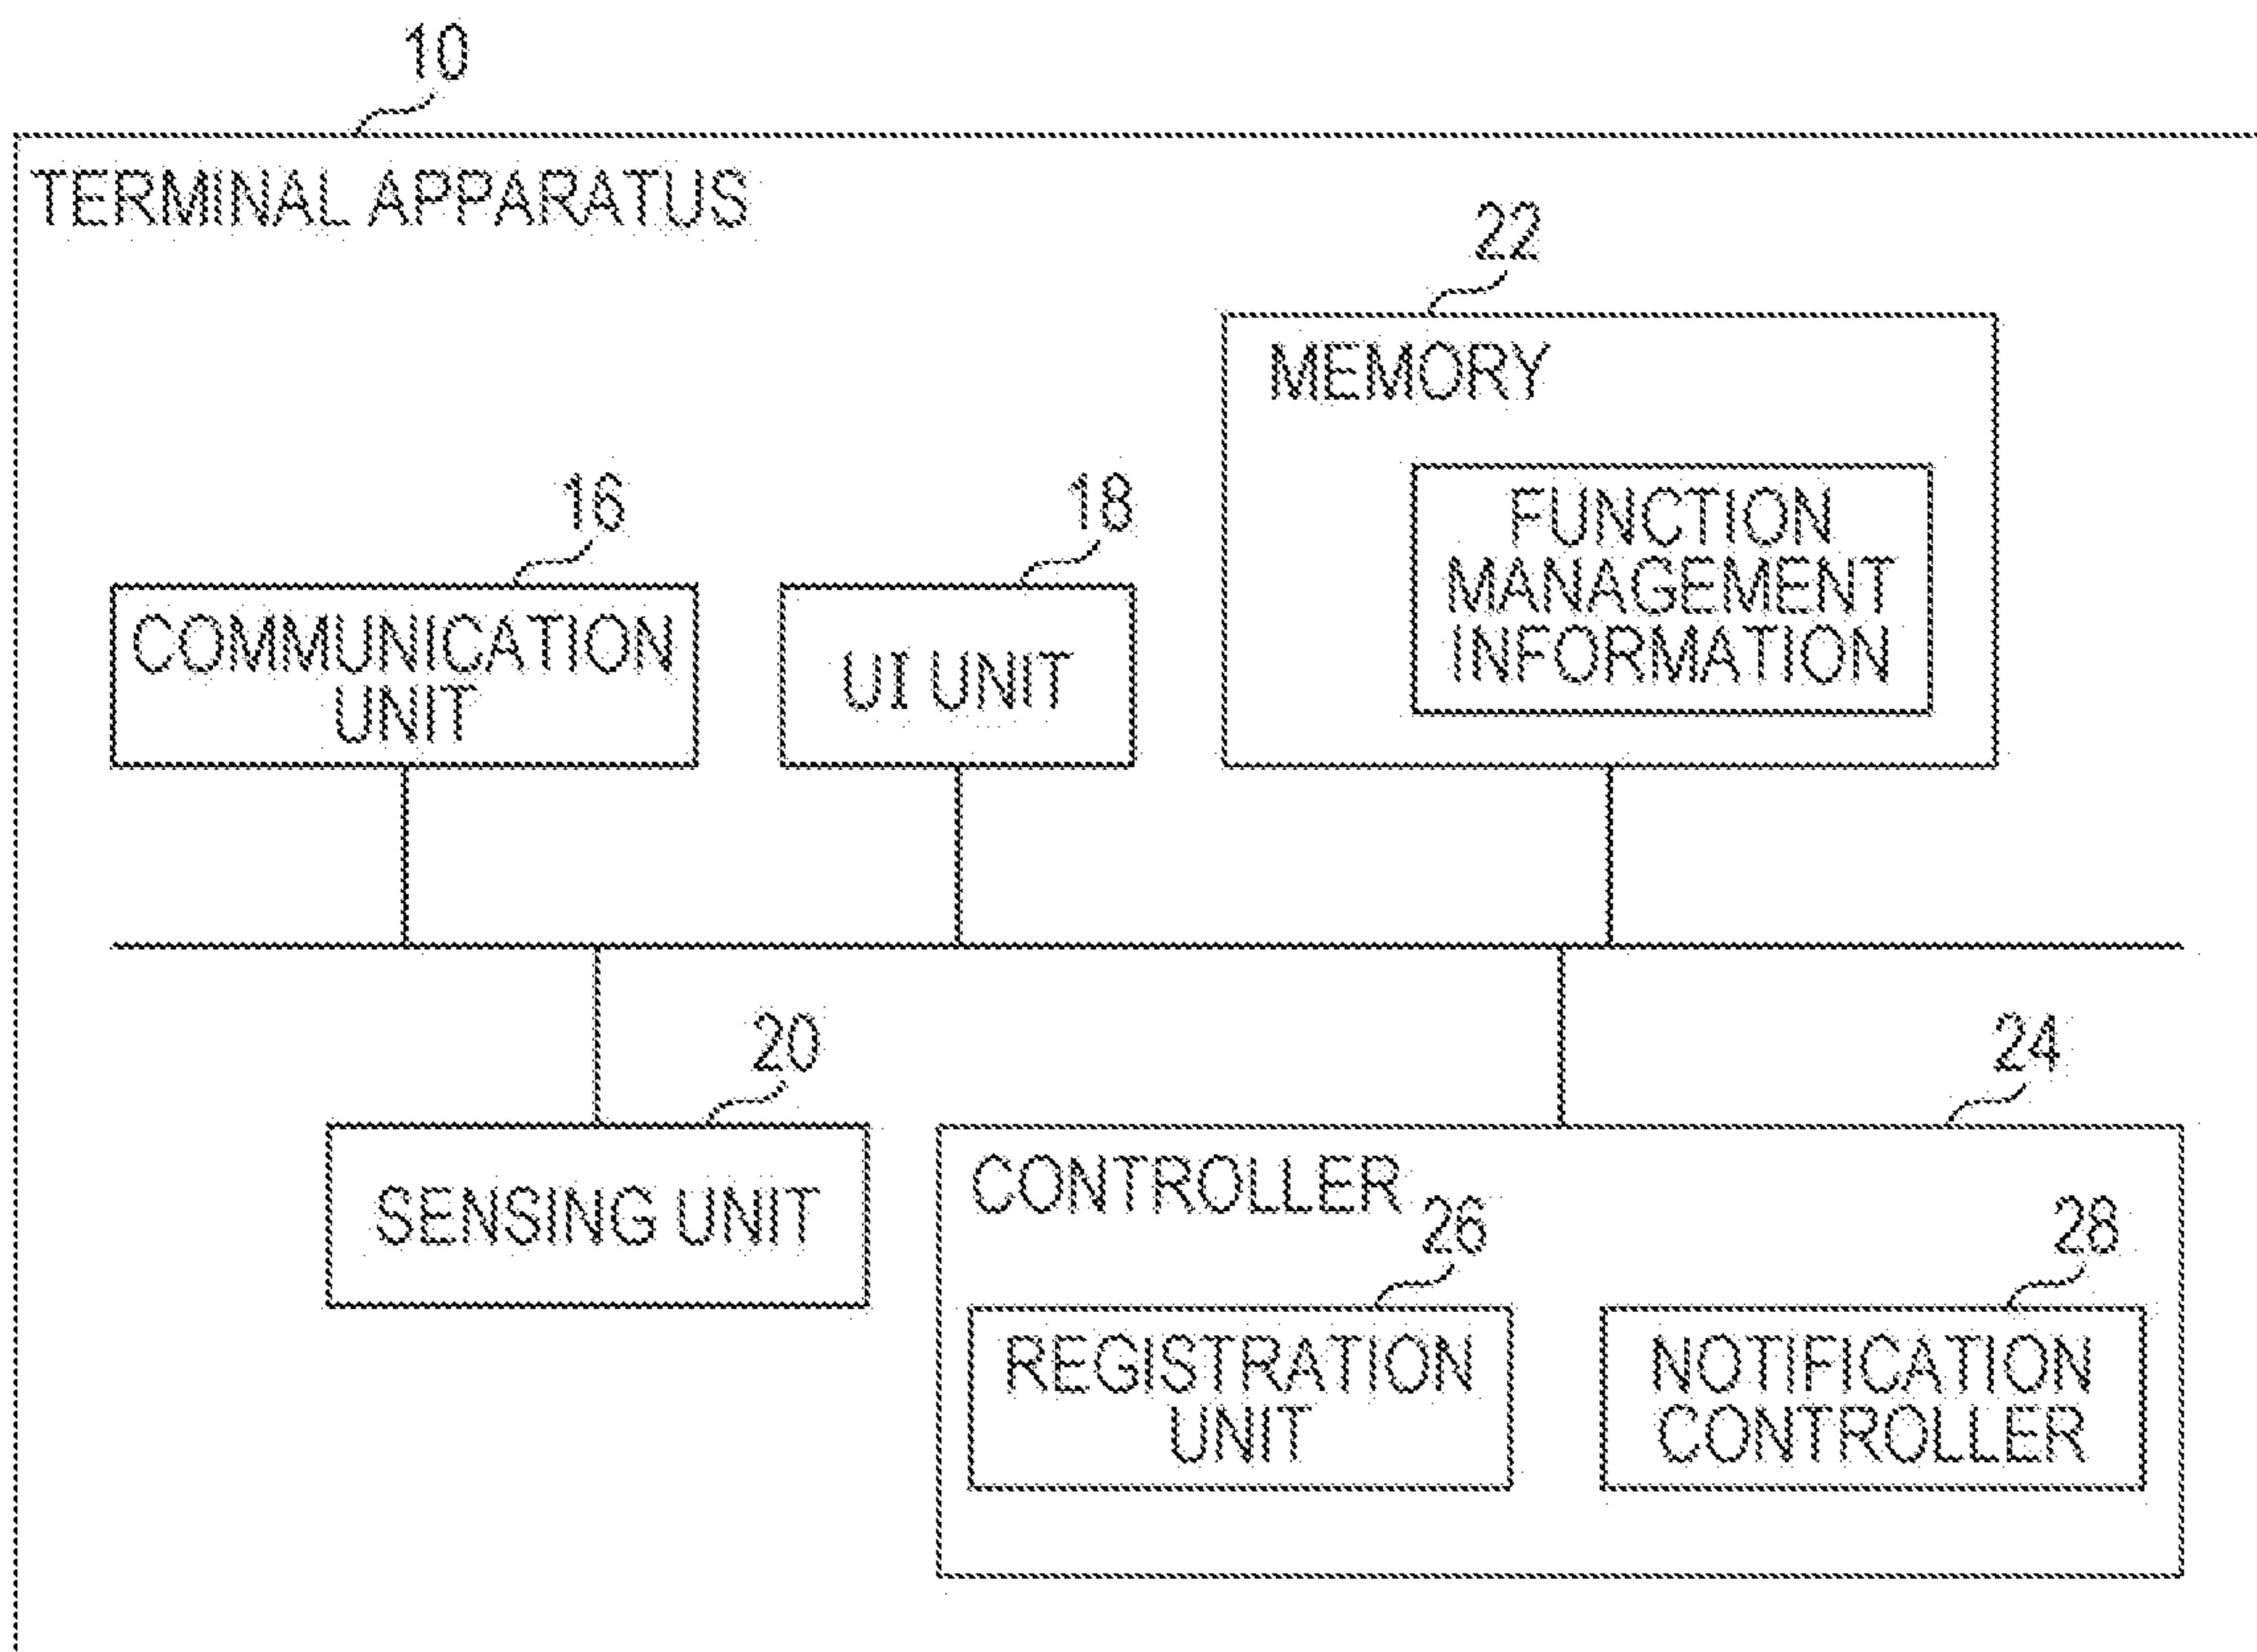 10
TERMINAL APPARATUS
22
MEMORY
FUNCTION
MANAGEMENT
INFORMATION
16
COMMUNICATION
UNIT
18
UI UNIT
20
SENSING UNIT
24
CONTROLLER
26
REGISTRATION
UNIT
28
NOTIFICATION
CONTROLLER